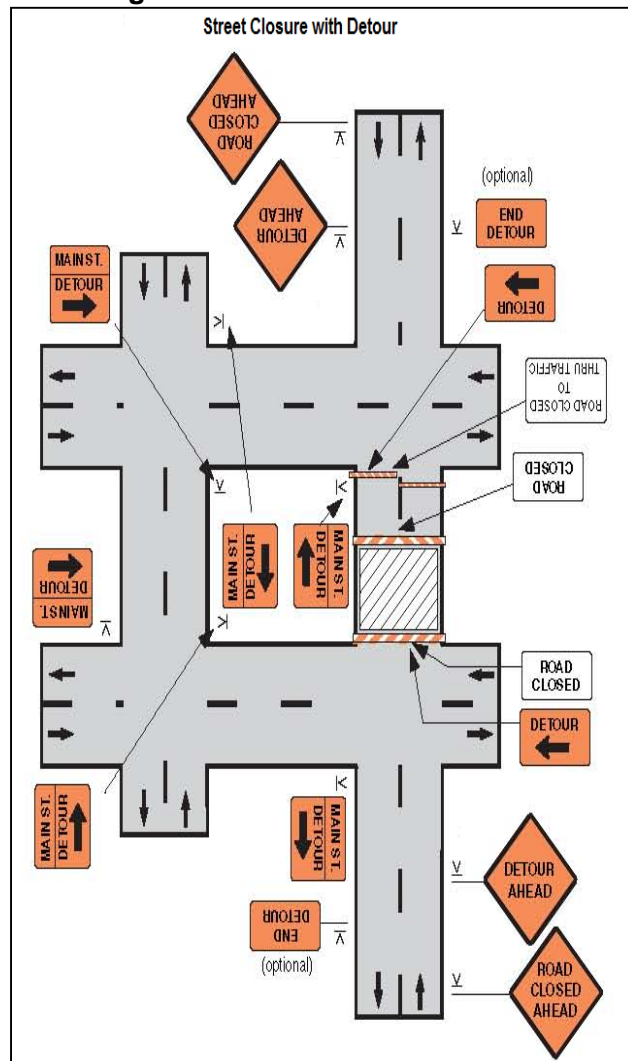 Street Closure with Detour
ROAD
CLOSED
AHEAD
DETOUR
AHEAD
(optional)
END
DETOUR
MAIN ST.
DETOUR
DETOUR
ROAD CLOSED
TO
THRU TRAFFIC
ROAD
CLOSED
MAIN ST.
DETOUR
MAIN ST.
DETOUR
MAIN ST.
DETOUR
ROAD
CLOSED
DETOUR
MAIN ST.
DETOUR
MAIN ST.
DETOUR
DETOUR
AHEAD
END
DETOUR
(optional)
ROAD
CLOSED
AHEAD